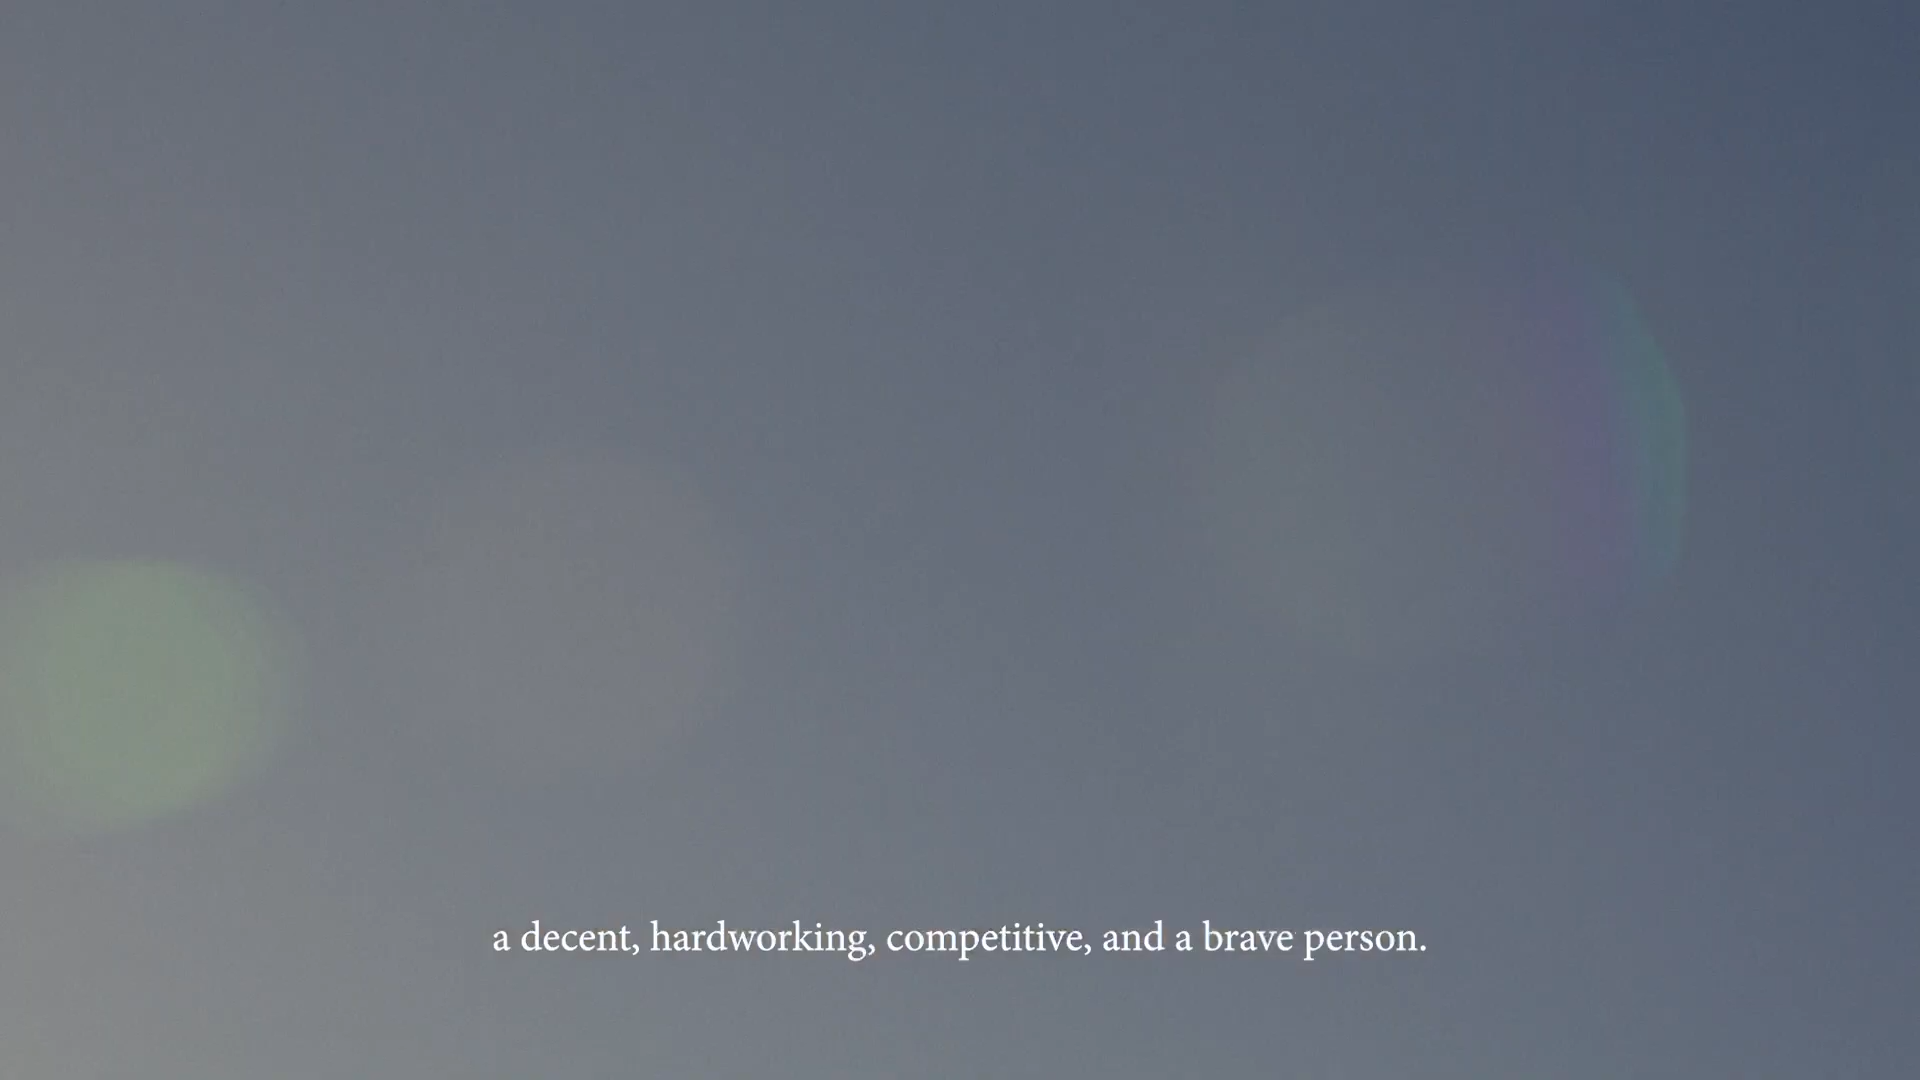 a decent, hardworking, competitive, and a brave person.